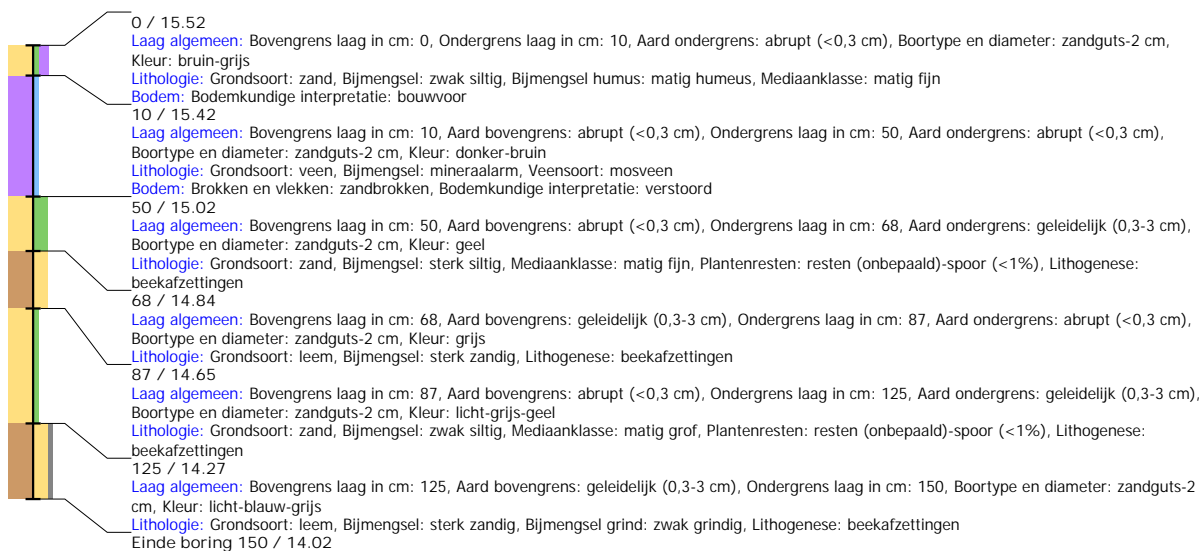 0 / 15.52
Laag algemeen: Bovengrens laag in cm: 0, Ondergrens laag in cm: 10, Aard ondergrens: abrupt (<0,3 cm), Boortype en diameter: zandguts-2 cm,
Kleur: bruin-grijs
Lithologie: Grondsoort: zand, Bijmengsel: zwak siltig, Bijmengsel humus: matig humeus, Mediaanklasse: matig fijn
Bodem: Bodemkundige interpretatie: bouwvoor
10 / 15.42
Laag algemeen: Bovengrens laag in cm: 10, Aard bovengrens: abrupt (<0,3 cm), Ondergrens laag in cm: 50, Aard ondergrens: abrupt (<0,3 cm),
Boortype en diameter: zandguts-2 cm, Kleur: donker-bruin
Lithologie: Grondsoort: veen, Bijmengsel: mineraalarm, Veensoort: mosveen
Bodem: Brokken en vlekken: zandbrokken, Bodemkundige interpretatie: verstoord
50 / 15.02
Laag algemeen: Bovengrens laag in cm: 50, Aard bovengrens: abrupt (<0,3 cm), Ondergrens laag in cm: 68, Aard ondergrens: geleidelijk (0,3-3 cm),
Boortype en diameter: zandguts-2 cm, Kleur: geel
Lithologie: Grondsoort: zand, Bijmengsel: sterk siltig, Mediaanklasse: matig fijn, Plantenresten: resten (onbepaald)-spoor (<1%), Lithogenese:
beekafzettingen
68 / 14.84
Laag algemeen: Bovengrens laag in cm: 68, Aard bovengrens: geleidelijk (0,3-3 cm), Ondergrens laag in cm: 87, Aard ondergrens: abrupt (<0,3 cm),
Boortype en diameter: zandguts-2 cm, Kleur: grijs
Lithologie: Grondsoort: leem, Bijmengsel: sterk zandig, Lithogenese: beekafzettingen
87 / 14.65
Laag algemeen: Bovengrens laag in cm: 87, Aard bovengrens: abrupt (<0,3 cm), Ondergrens laag in cm: 125, Aard ondergrens: geleidelijk (0,3-3 cm),
Boortype en diameter: zandguts-2 cm, Kleur: licht-grijs-geel
Lithologie: Grondsoort: zand, Bijmengsel: zwak siltig, Mediaanklasse: matig grof, Plantenresten: resten (onbepaald)-spoor (<1%), Lithogenese:
beekafzettingen
125 / 14.27
Laag algemeen: Bovengrens laag in cm: 125, Aard bovengrens: geleidelijk (0,3-3 cm), Ondergrens laag in cm: 150, Boortype en diameter: zandguts-2
cm, Kleur: licht-blauw-grijs
Lithologie: Grondsoort: leem, Bijmengsel: sterk zandig, Bijmengsel grind: zwak grindig, Lithogenese: beekafzettingen
Einde boring 150 / 14.02